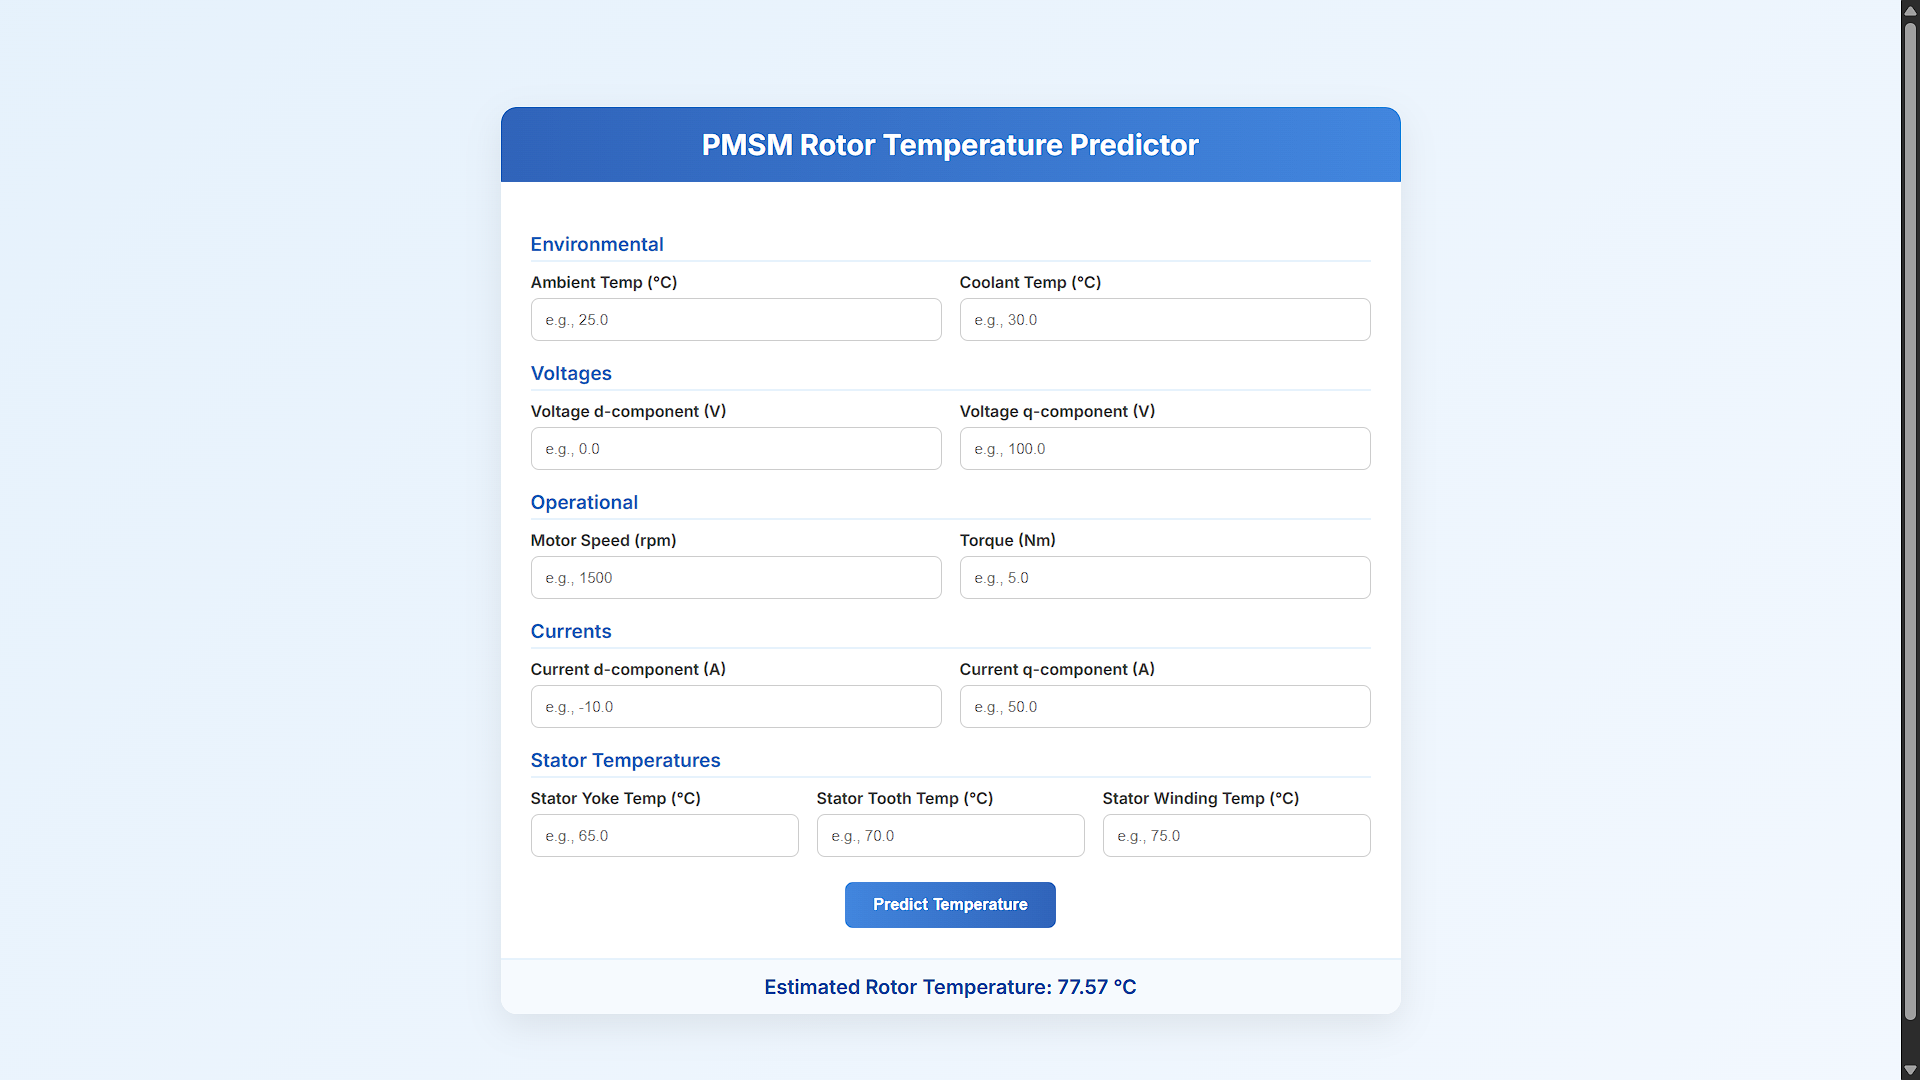 PMSM Rotor Temperature Predictor
Environmental
Ambient Temp (°C) Coolant Temp (°C)
e.g., 25.0 e.g., 30.0
Voltages
Voltage d-component (V) Voltage q-component (V)
e.g., 0.0 e.g., 100.0
Operational
Motor Speed (rpm) Torque (Nm)
e.g., 1500 e.g., 5.0
Currents
Current d-component (A) Current q-component (A)
e.g., -10.0 e.g., 50.0
Stator Temperatures
Stator Yoke Temp (°C) Stator Tooth Temp (°C) Stator Winding Temp (°C)
e.g., 65.0 e.g., 70.0 e.g., 75.0
Predict Temperature
Estimated Rotor Temperature: 77.57 °C